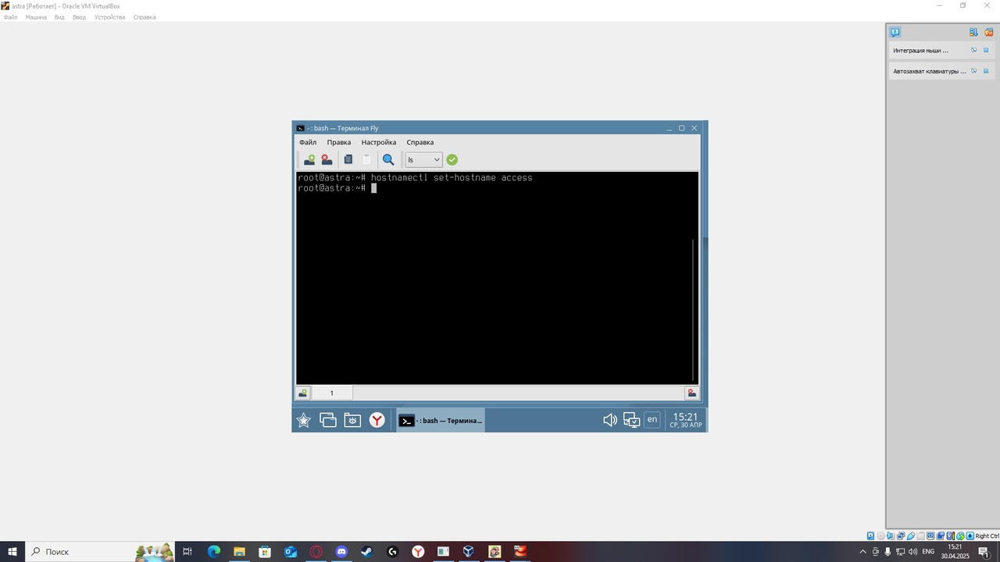 astra [Работает] - Oracle VM VirtualBox
Файл Машина Вид Ввод Устройства Справка
Интеграция мыши ...
Автозахват клавиатуры ...
- : bash — Терминал Fly
Файл Правка Настройка Справка
ls
root@astra:~# hostnamectl set-hostname access
root@astra:~#
1
- : bash — Термина...
en
15:21
СР, 30 АПР
Right Ctrl
Поиск
ENG
15:21
30.04.2025
1